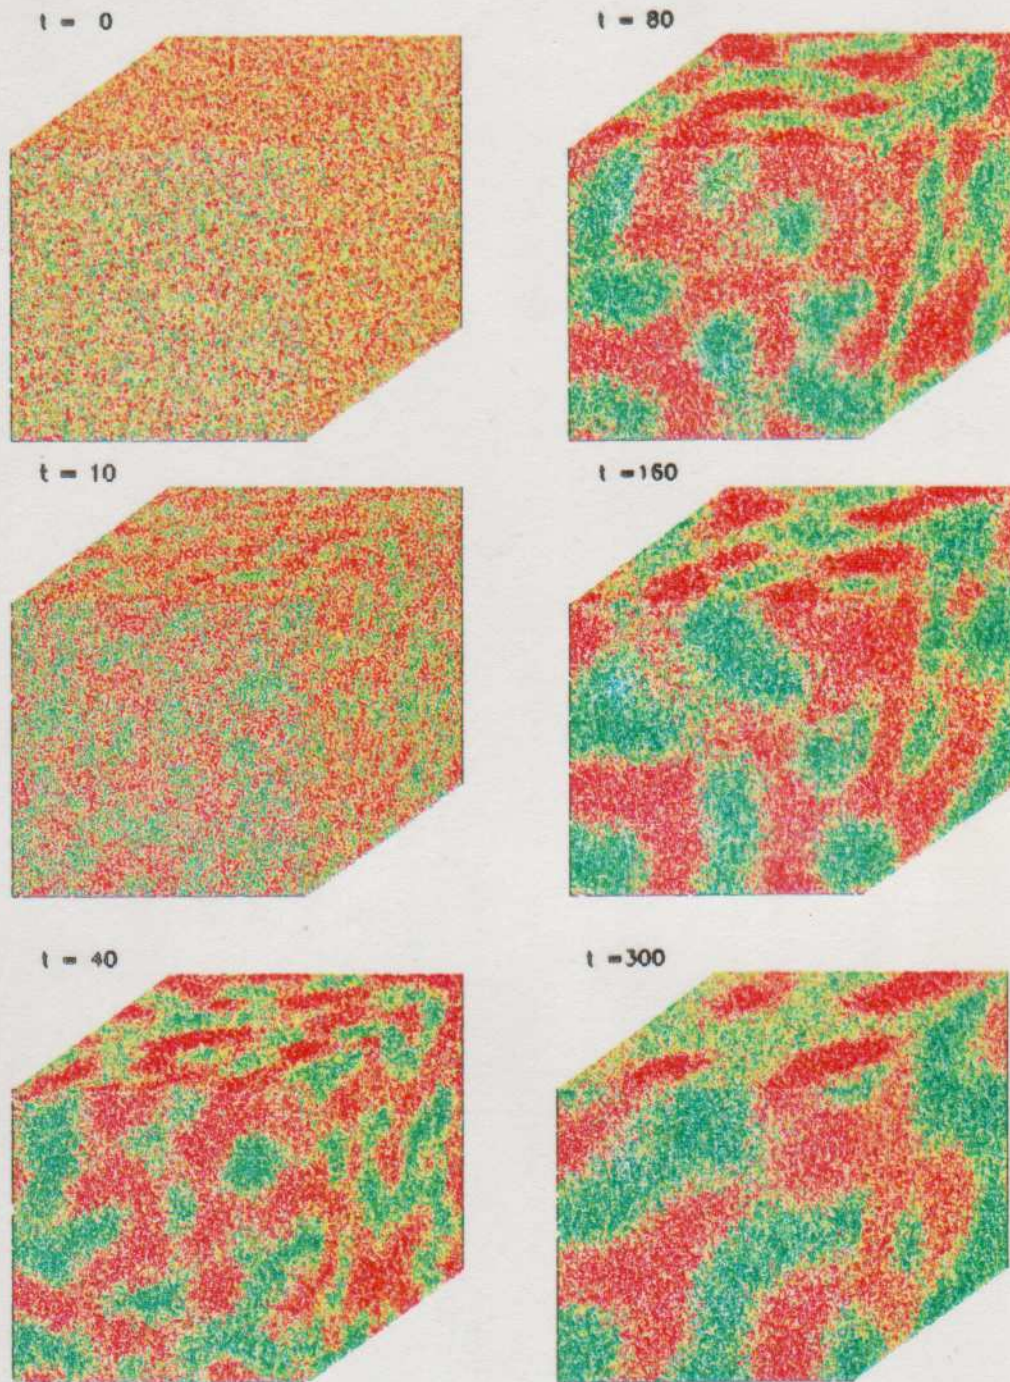 t = 0
t = 80
t = 10
t =160
t = 40
t =300